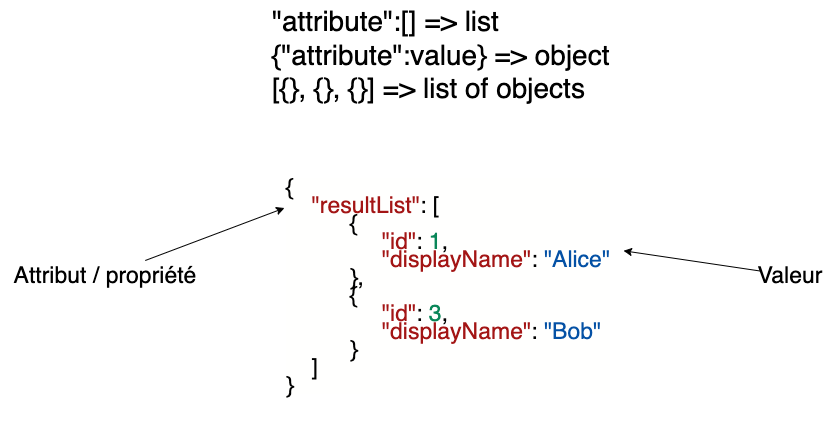 "attribute":[] => list
{"attribute":value} => object
[{}, {}, {}] => list of objects
{
"resultList": [
{
"id": 1,
"displayName": "Alice"
},
{
"id": 3,
"displayName": "Bob"
}
]
}
Attribut / propriété
Valeur